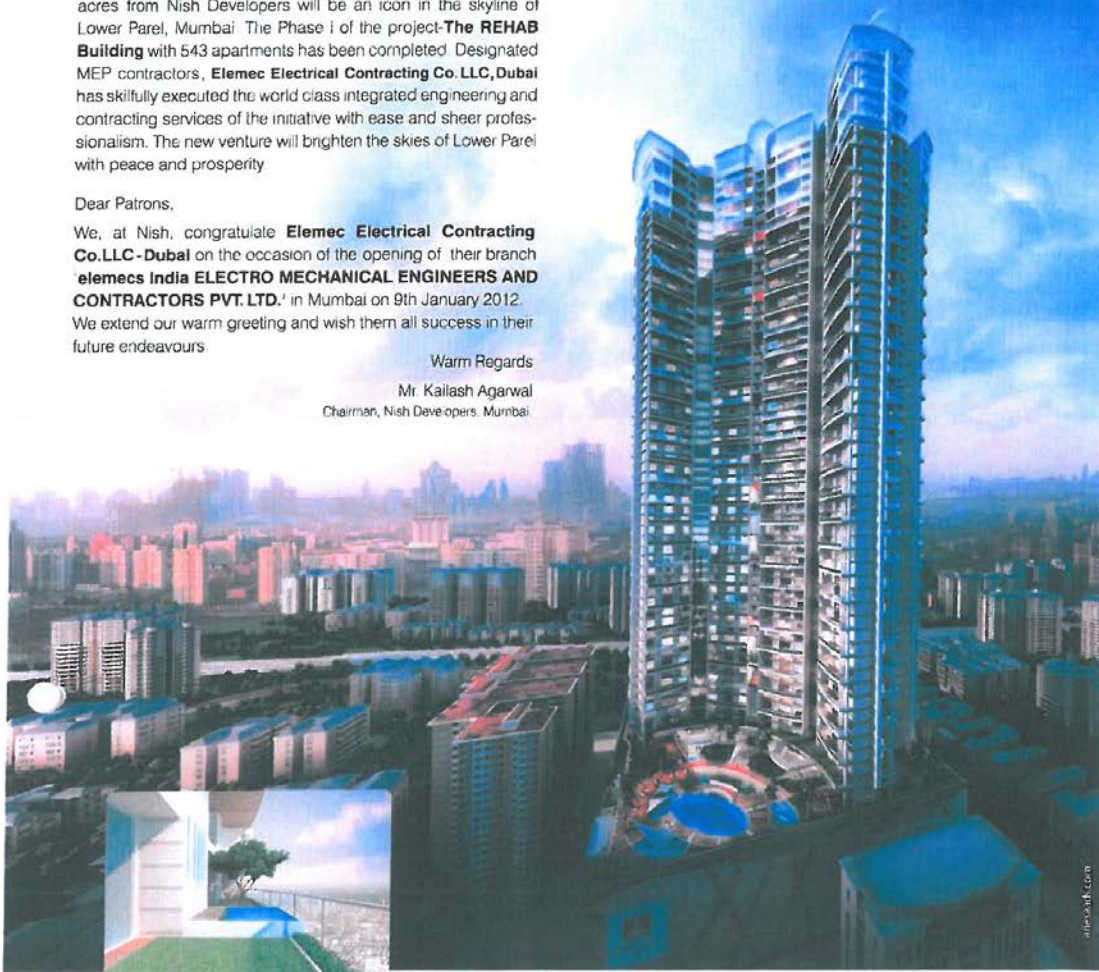 acres from Nish Developers will be an icon in the skyline of
Lower Parel, Mumbai The Phase I of the project-The REHAB
Building with 543 apartments has been completed. Designated
MEP contractors, Elemec Electrical Contracting Co. LLC, Dubai
has skilfully executed the world class integrated engineering and
contracting services of the initiative with ease and sheer profes-
sionalism. The new venture will brighten the skies of Lower Parel
with peace and prosperity
Dear Patrons,
We, at Nish, congratulate Elemec Electrical Contracting
Co.LLC-Dubai on the occasion of the opening of their branch
'elemecs India ELECTRO MECHANICAL ENGINEERS AND
CONTRACTORS PVT. LTD.' in Mumbai on 9th January 2012.
We extend our warm greeting and wish them all success in their
future endeavours
Warm Regards
Mr. Kailash Agarwal
Chairman, Nish Developers, Mumbai.